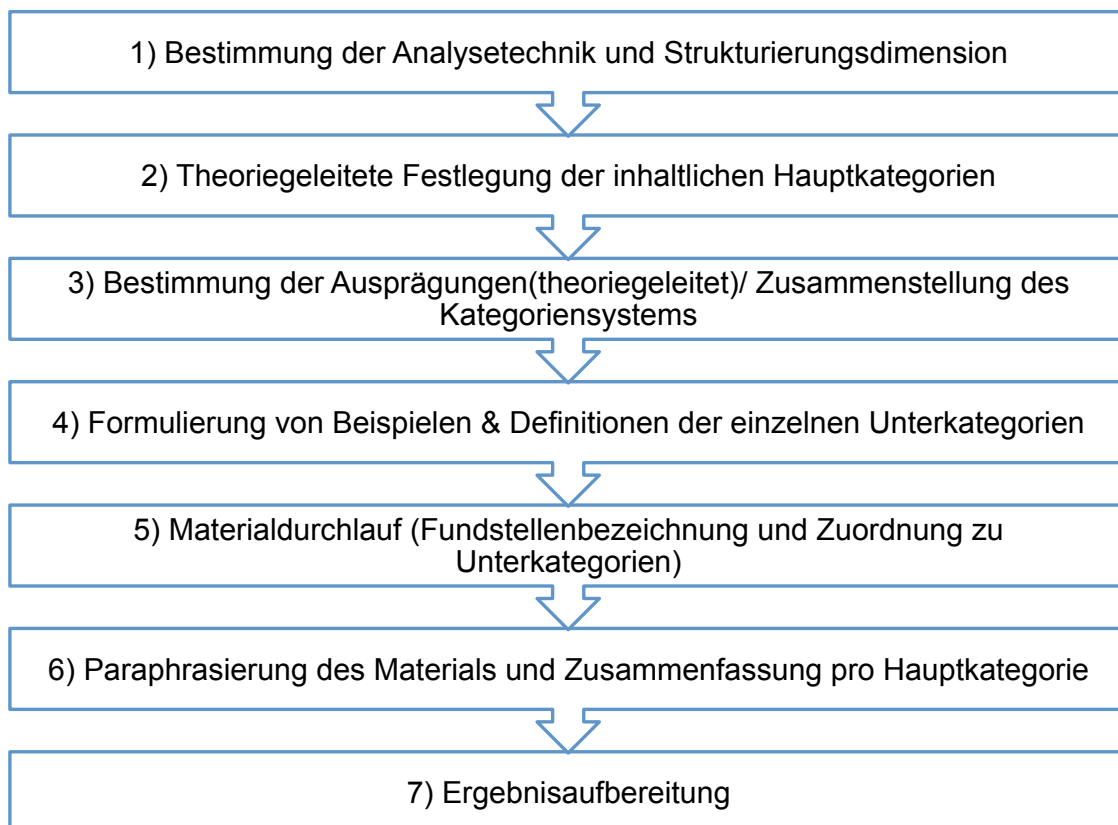 1) Bestimmung der Analysetechnik und Strukturierungsdimension
2) Theoriegeleitete Festlegung der inhaltlichen Hauptkategorien
3) Bestimmung der Ausprägungen(theoriegeleitet)/ Zusammenstellung des
Kategoriensystems
4) Formulierung von Beispielen & Definitionen der einzelnen Unterkategorien
5) Materialdurchlauf (Fundstellenbezeichnung und Zuordnung zu
Unterkategorien)
6) Paraphrasierung des Materials und Zusammenfassung pro Hauptkategorie
7) Ergebnisaufbereitung